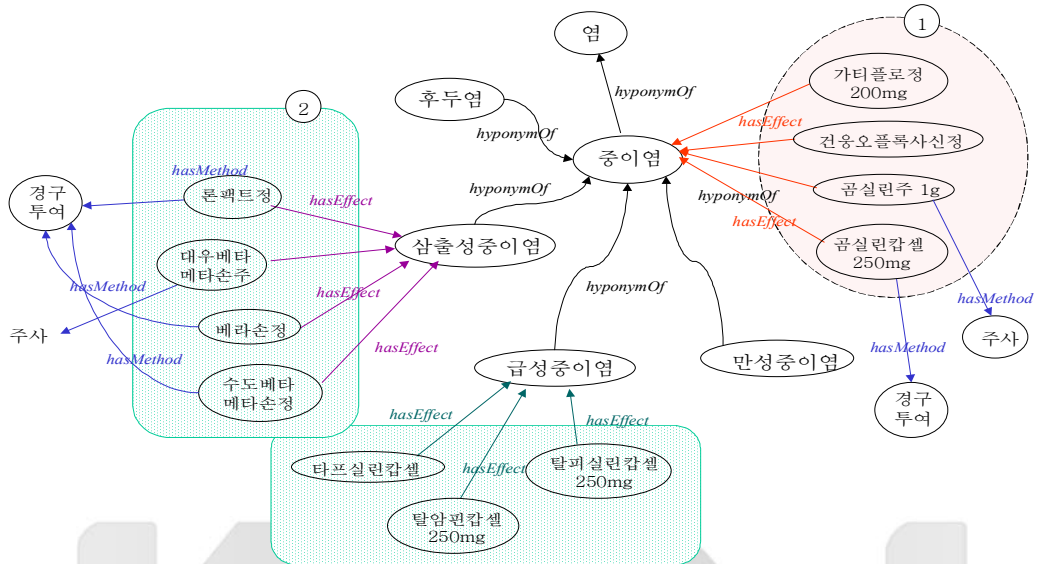 염
hyponymOf
후두염
hyponymOf
중이염
1
가티플로정
200mg
hasEffect
건웅오플록사신정
곰실린주 1g
hyponymOf
hasEffect
곰실린캅셀
250mg
hasMethod
주사
hasMethod
경구
투여
2
hasMethod
경구
투여
론팩트정
hasEffect
hyponymOf
삼출성중이염
대우베타
메타손주
hasEffect
hasMethod
주사
베라손정
hasEffect
hasMethod
수도베타
메타손정
hyponymOf
급성중이염
만성중이염
hasEffect
hasEffect
타프실린캅셀
hasEffect
탈피실린캅셀
250mg
탈암핀캅셀
250mg